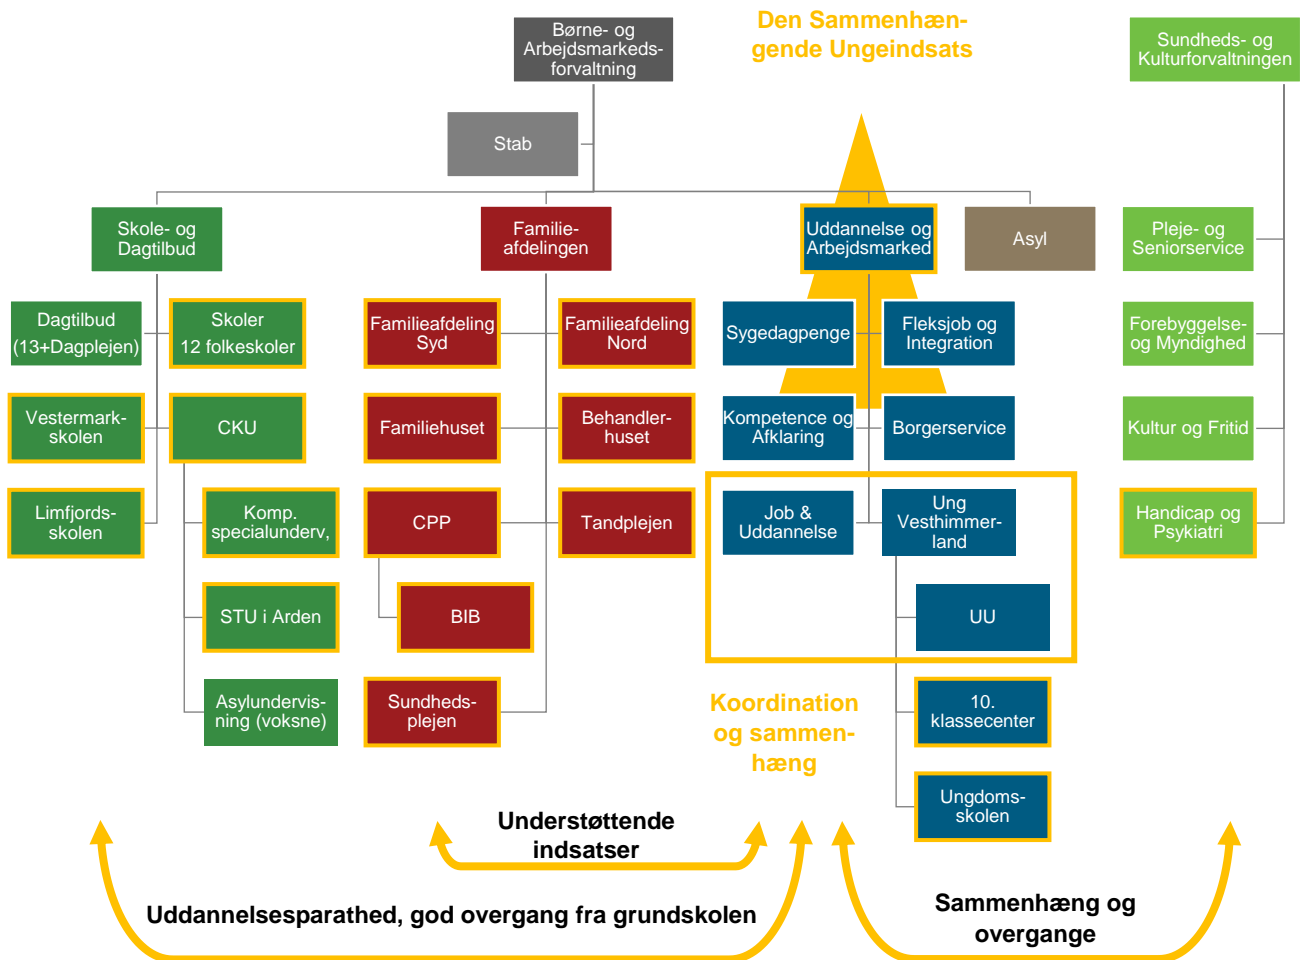 Børne- og
Arbejdsmarkeds-
forvaltning
Den Sammenhæn-
gende Ungeindsats
Sundheds- og
Kulturforvaltningen
Stab
Skole- og
Dagtilbud
Familie-
afdelingen
Uddannelse og
Arbejdsmarked
Asyl
Pleje- og
Seniorservice
Dagtilbud
(13+Dagplejen)
Skoler
12 folkeskoler
Familieafdeling
Syd
Familieafdeling
Nord
Sygedagpenge
Fleksjob og
Integration
Forebyggelse-
og Myndighed
Vestermark-
skolen
CKU
Familiehuset
Behandler-
huset
Kompetence og
Afklaring
Borgerservice
Kultur og Fritid
Limfjords-
skolen
Komp.
specialunderv,
CPP
Tandplejen
Job &
Uddannelse
Ung
Vesthimmer-
land
Handicap og
Psykiatri
STU i Arden
BIB
UU
Asylundervis-
ning (voksne)
Sundheds-
plejen
Koordination
og sammen-
hæng
10.
klassecenter
Ungdoms-
skolen
Understøttende
indsatser
Uddannelsesparathed, god overgang fra grundskolen
Sammenhæng og
overgange